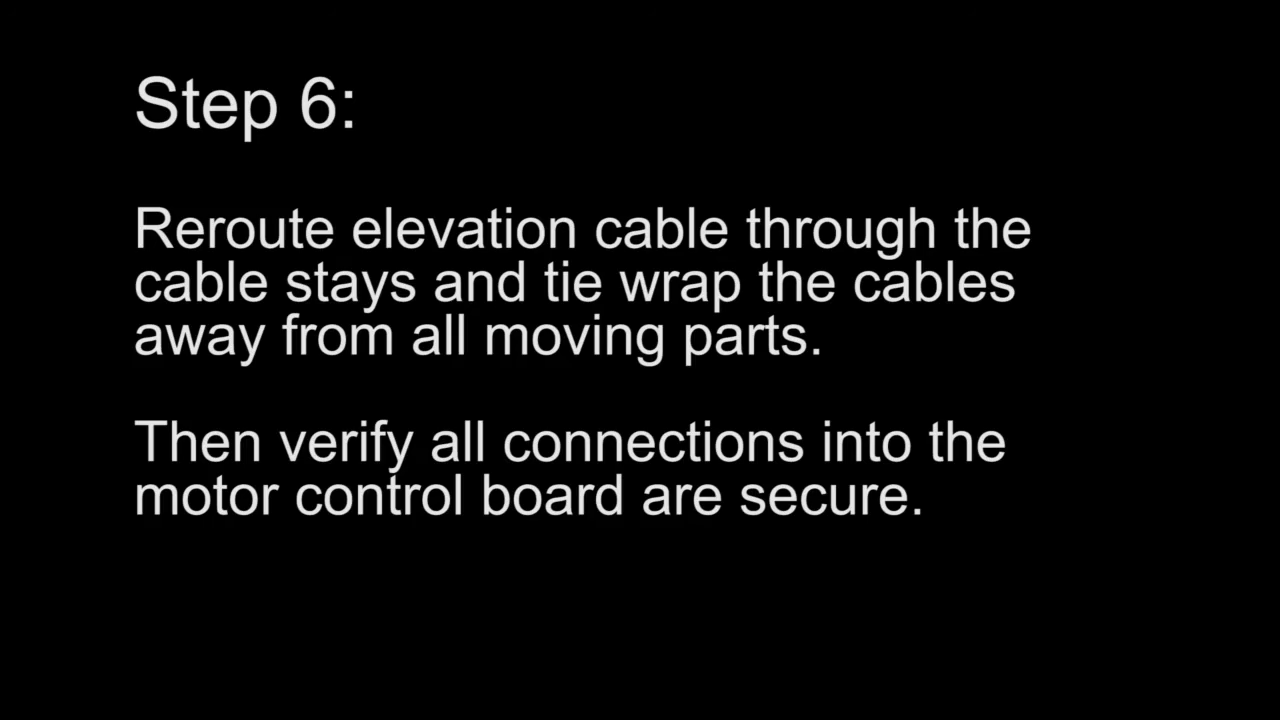 Step 6:
Reroute elevation cable through the
cable stays and tie wrap the cables
away from all moving parts.
Then verify all connections into the
motor control board are secure.